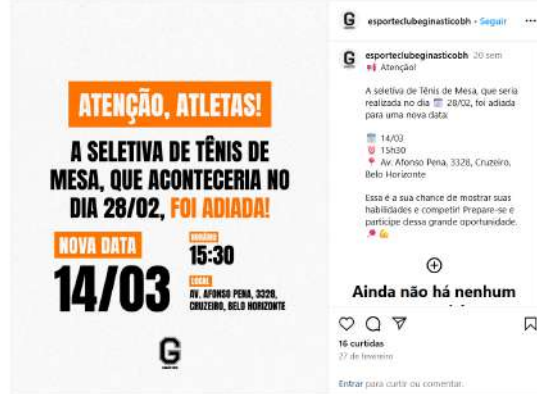 ATENÇÃO, ATLETAS!
A SELETIVA DE TÊNIS DE
MESA, QUE ACONTECERIA NO
DIA 28/02, FOI ADIADA!
NOVA DATA
14/03
HORÁRIO
15:30
LOCAL
AV. AFONSO PENA, 3328,
CRUZEIRO, BELO HORIZONTE
G
esporteclubeginasticobh • Seguir
esporteclubeginasticobh 20 sem
Atenção!
A seletiva de Tênis de Mesa, que seria
realizada no dia 28/02, foi adiada
para uma nova data:
14/03
15h30
Av. Afonso Pena, 3328, Cruzeiro,
Belo Horizonte
Essa é a sua chance de mostrar suas
habilidades e competir! Prepare-se e
participe dessa grande oportunidade.
Ainda não há nenhum
16 curtidas
27 de fevereiro
Entrar para curtir ou comentar.